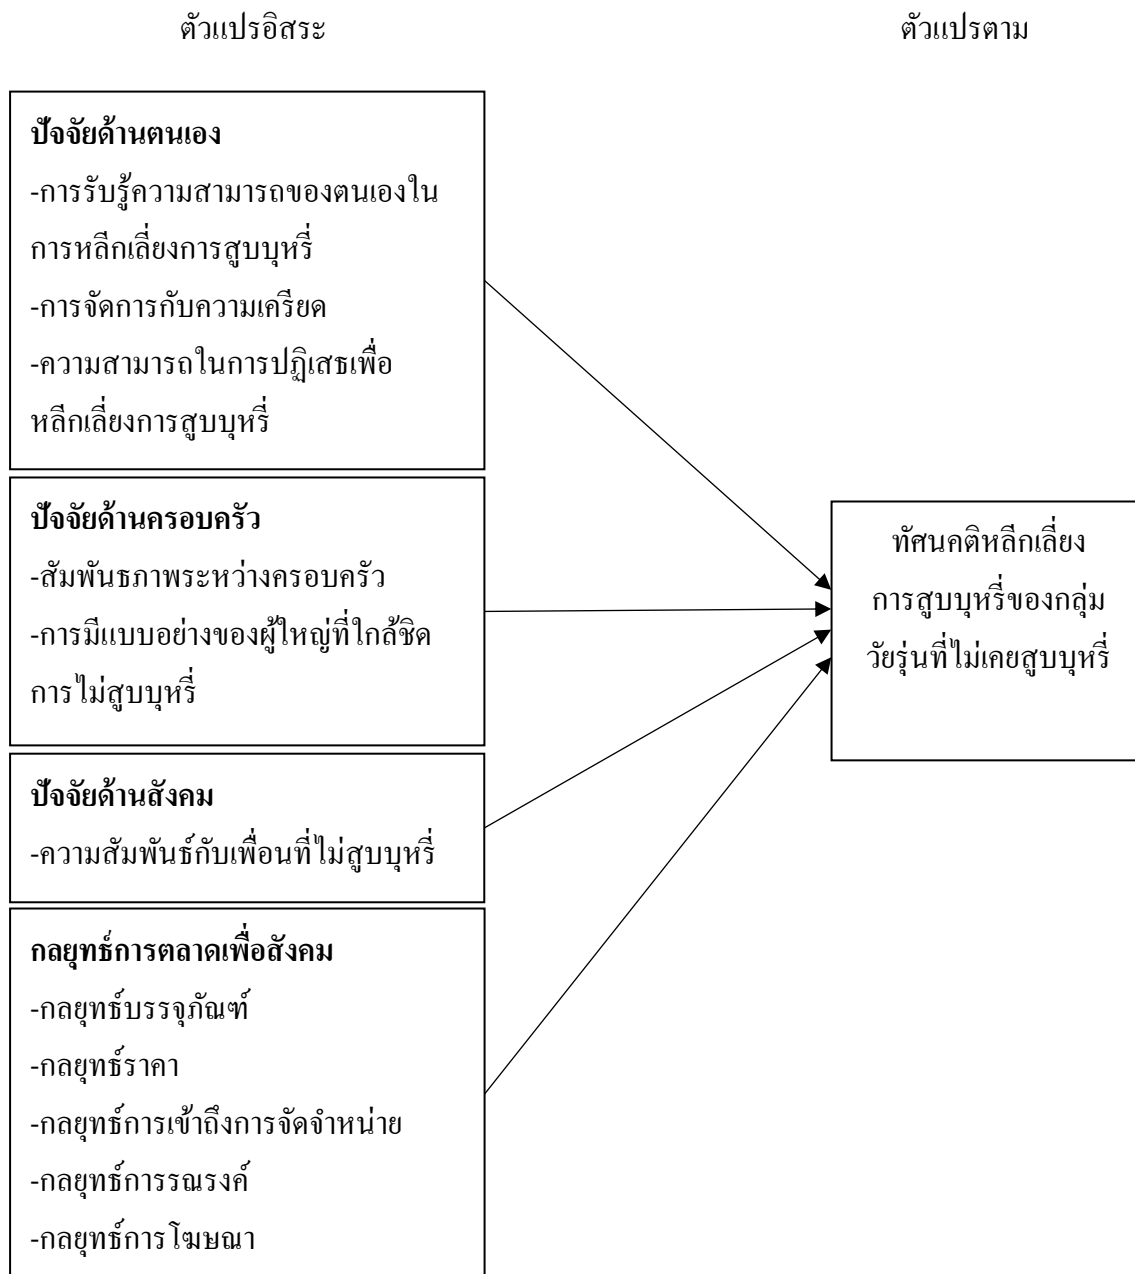 ตัวแปรอิสระ
ตัวแปรตาม
ปัจจัยด้านตนเอง
-การรับรู้ความสามารถของตนเองใน
การหลีกเลี่ยงการสูบบุหรี่
-การจัดการกับความเครียด
-ความสามารถในการปฏิเสธเพื่อ
หลีกเลี่ยงการสูบบุหรี่
ปัจจัยด้านครอบครัว
-สัมพันธภาพระหว่างครอบครัว
-การมีแบบอย่างของผู้ใหญ่ที่ใกล้ชิด
การไม่สูบบุหรี่
ปัจจัยด้านสังคม
-ความสัมพันธ์กับเพื่อนที่ไม่สูบบุหรี่
กลยุทธ์การตลาดเพื่อสังคม
-กลยุทธ์บรรจุภัณฑ์
-กลยุทธ์ราคา
-กลยุทธ์การเข้าถึงการจัดจำหน่าย
-กลยุทธ์การรณรงค์
-กลยุทธ์การโฆษณา
ทัศนคติหลีกเลี่ยง
การสูบบุหรี่ของกลุ่ม
วัยรุ่นที่ไม่เคยสูบบุหรี่